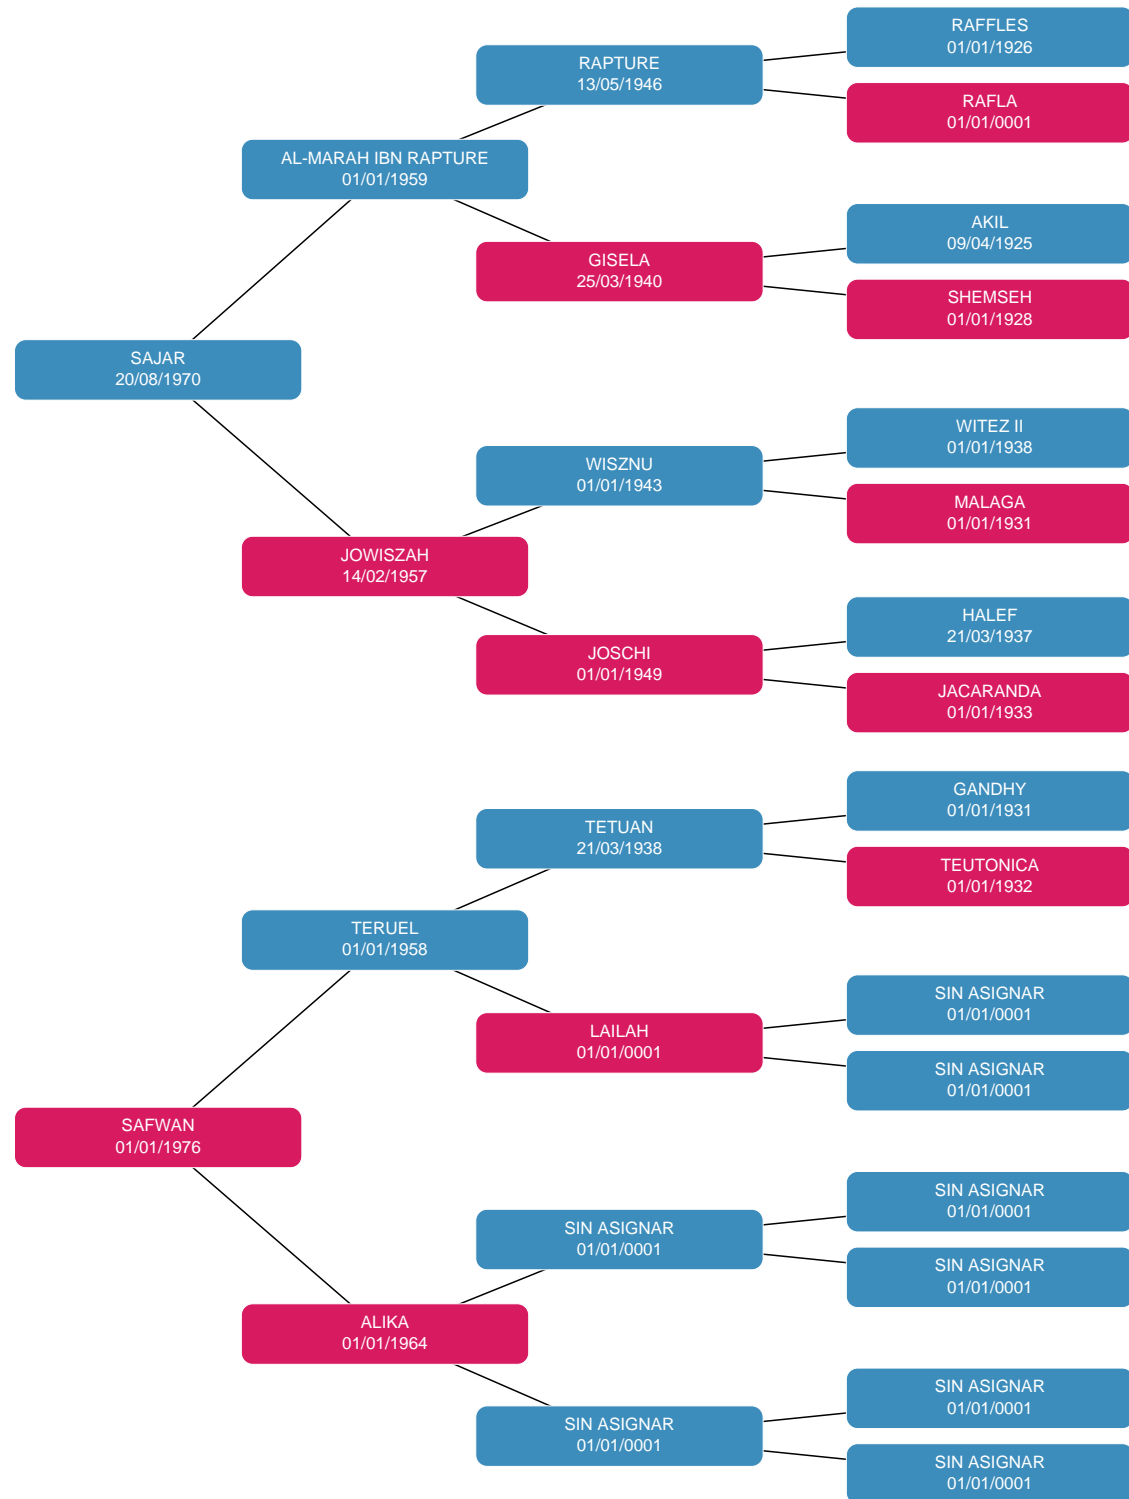 RAFFLES
01/01/1926
RAPTURE
13/05/1946
RAFLA
01/01/0001
AL-MARAH IBN RAPTURE
01/01/1959
AKIL
09/04/1925
GISELA
25/03/1940
SHEMSEH
01/01/1928
SAJAR
20/08/1970
WITEZ II
01/01/1938
WISZNU
01/01/1943
MALAGA
01/01/1931
JOWISZAH
14/02/1957
HALEF
21/03/1937
JOSCHI
01/01/1949
JACARANDA
01/01/1933
GANDHY
01/01/1931
TETUAN
21/03/1938
TEUTONICA
01/01/1932
TERUEL
01/01/1958
SIN ASIGNAR
01/01/0001
LAILAH
01/01/0001
SIN ASIGNAR
01/01/0001
SAFWAN
01/01/1976
SIN ASIGNAR
01/01/0001
SIN ASIGNAR
01/01/0001
SIN ASIGNAR
01/01/0001
ALIKA
01/01/1964
SIN ASIGNAR
01/01/0001
SIN ASIGNAR
01/01/0001
SIN ASIGNAR
01/01/0001